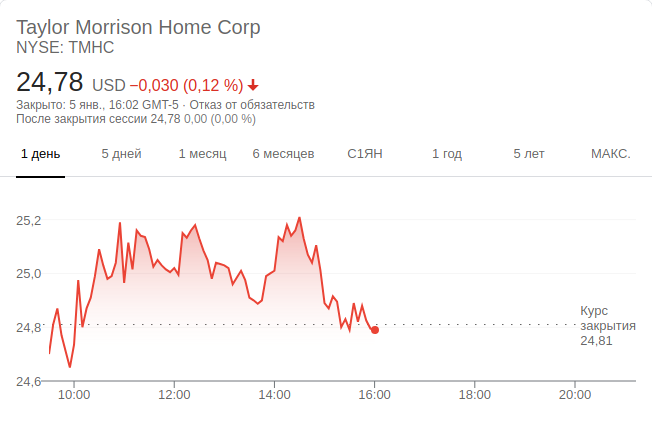 Taylor Morrison Home Corp
NYSE: TMHC
24,78 USD −0,030 (0,12 %)
Закрыто: 5 янв., 16:02 GMT-5 · Отказ от обязательств
После закрытия сессии 24,78 0,00 (0,00 %)
1 день 5 дней 1 месяц 6 месяцев С1ЯН 1 год 5 лет МАКС.
25,2
25,0
24,8
24,6
Курс
закрытия
24,81
10:00 12:00 14:00 16:00 18:00 20:00